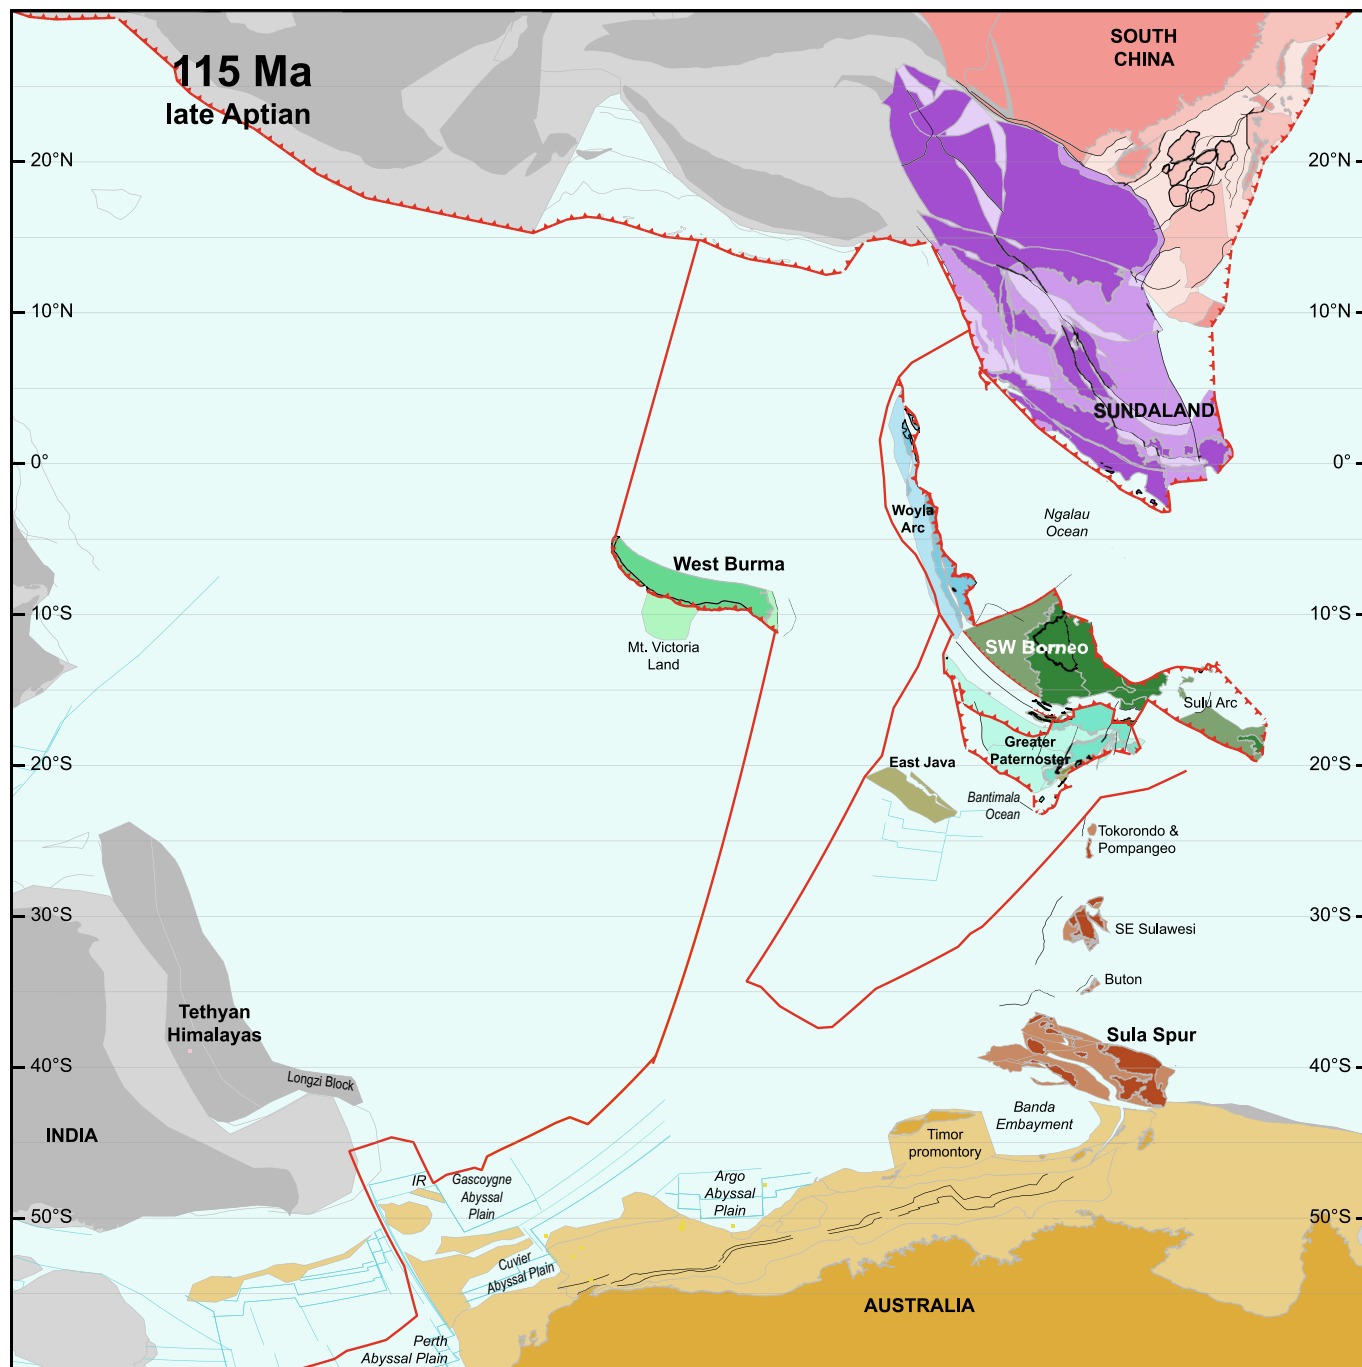 115 Ma
late Aptian
SOUTH
CHINA
20°N
20°N
10°N
10°N
SUNDALAND
0°
0°
Woyla
Arc
Ngalau
Ocean
West Burma
10°S
10°S
Mt. Victoria
Land
SW Borneo
Sulu Arc
Greater
Paternoster
East Java
20°S
20°S
Bantimala
Ocean
Tokorondo &
Pompangeo
30°S
30°S
SE Sulawesi
Buton
Tethyan
Himalayas
Sula Spur
40°S
40°S
Longzi Block
Banda
Embayment
INDIA
Timor
promontory
IR
Gascoygne
Abyssal
Plain
Argo
Abyssal
Plain
50°S
50°S
Cuvier
Abyssal Plain
AUSTRALIA
Perth
Abyssal Plain